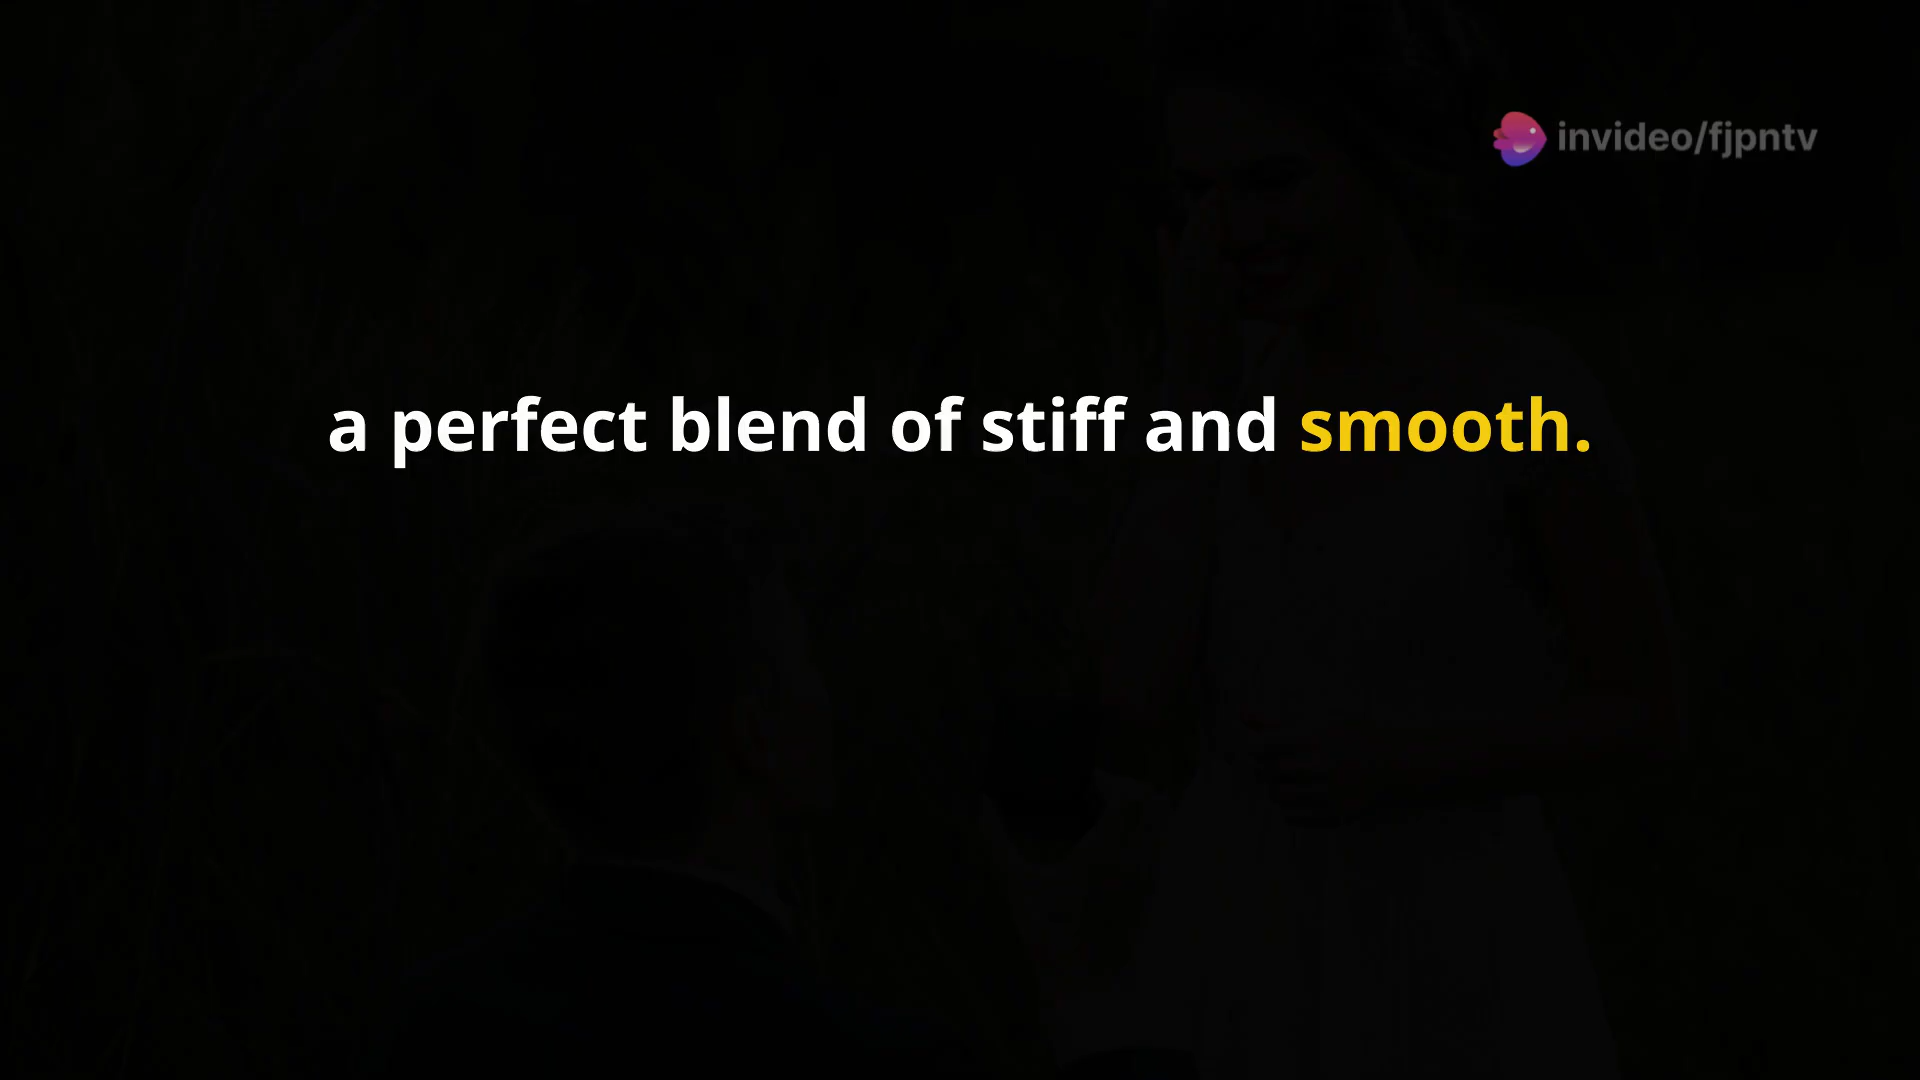 invideo/fjpntv
a perfect blend of stiff and smooth.